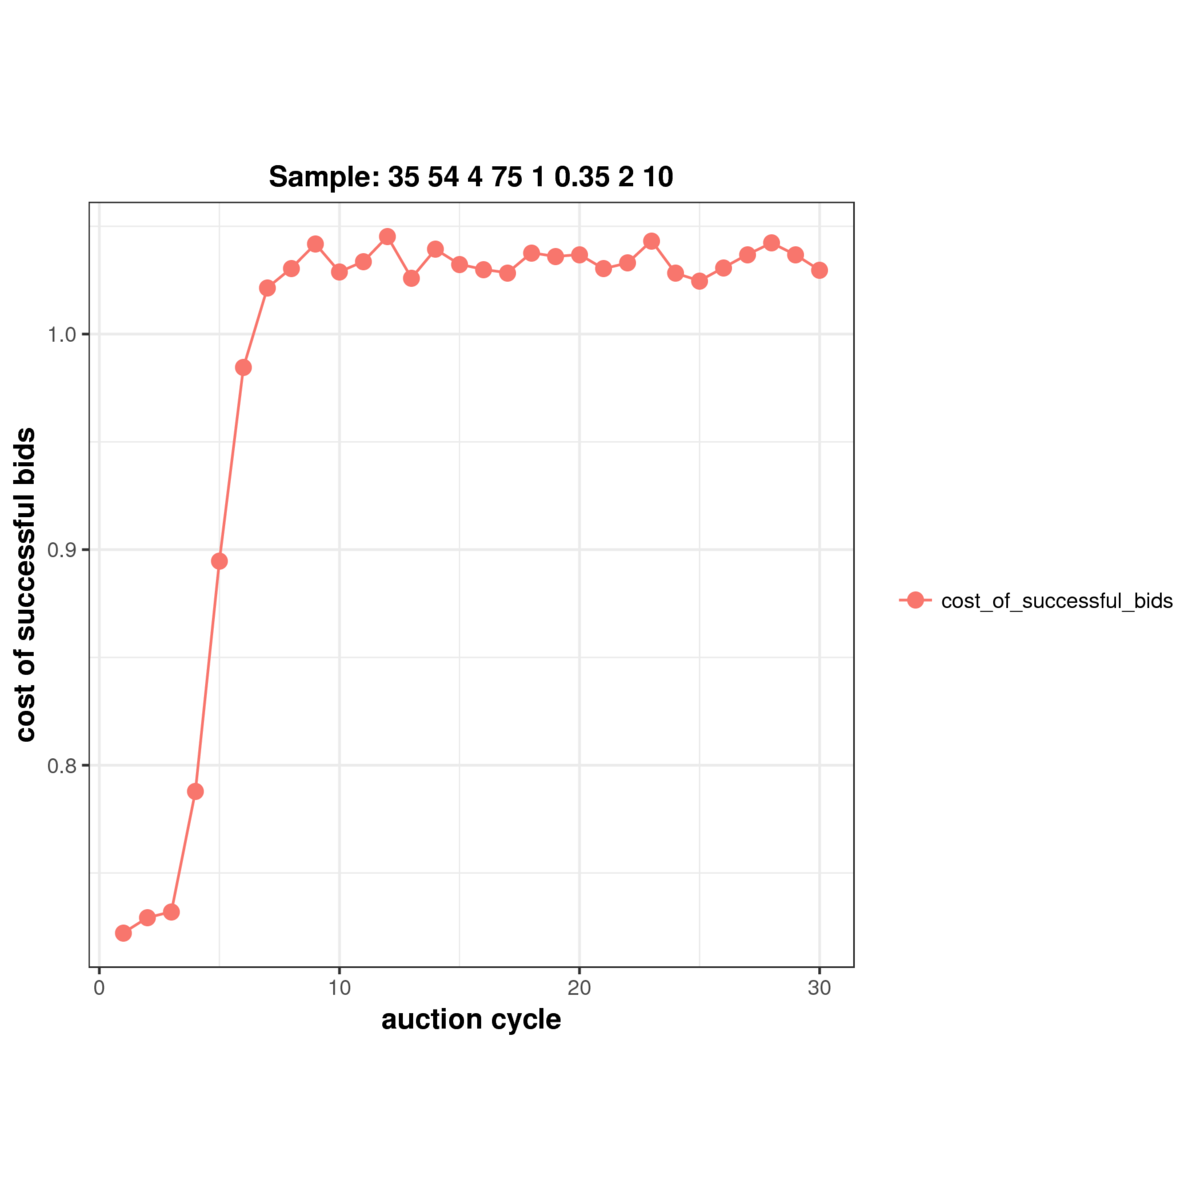 Sample: 35 54 4 75 1 0.35 2 10
1.0
0.9
0.8
cost of successful bids
0 10 20 30
auction cycle
cost_of_successful_bids